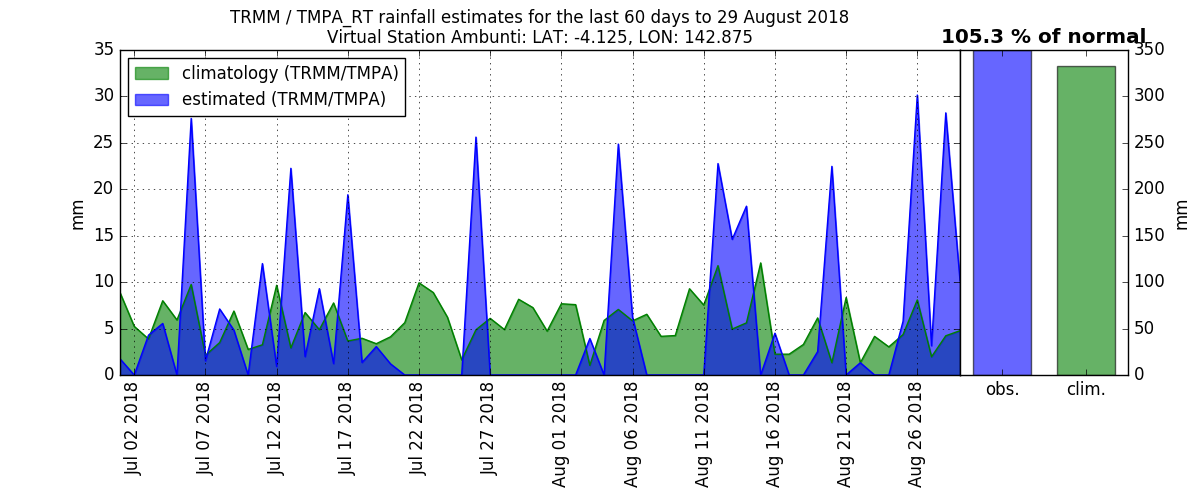 TRMM / TMPA_RT rainfall estimates for the last 60 days to 29 August 2018
Virtual Station Ambunti: LAT: -4.125, LON: 142.875
105.3 % of normal
climatology (TRMM/TMPA)
estimated (TRMM/TMPA)
mm
35
30
25
20
15
10
5
0
350
300
250
200
150
100
50
0
mm
Jul 02 2018
Jul 07 2018
Jul 12 2018
Jul 17 2018
Jul 22 2018
Jul 27 2018
Aug 01 2018
Aug 06 2018
Aug 11 2018
Aug 16 2018
Aug 21 2018
Aug 26 2018
obs.
clim.